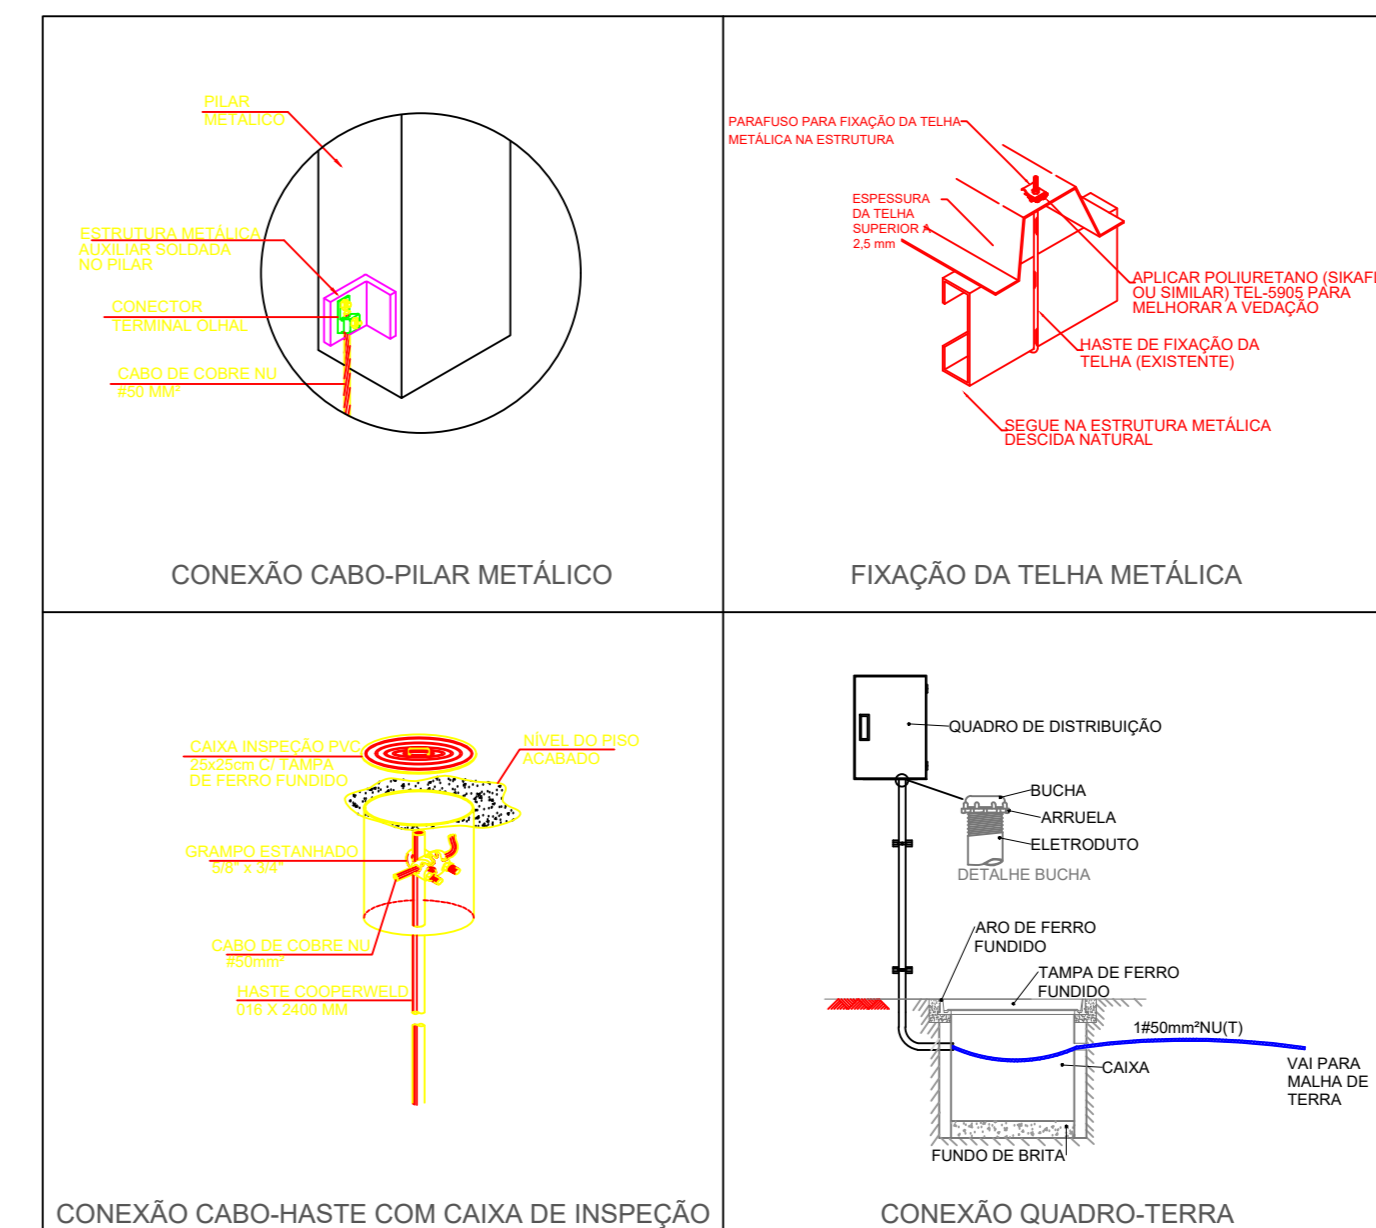 PILAR
METÁLICO
ESTRUTURA METÁLICA
AUXILIAR SOLDADA
NO PILAR
CONECTOR
TERMINAL OLHAL
CABO DE COBRE NU
#50 MM²
CONEXÃO CABO-PILAR METÁLICO
PARAFUSO PARA FIXAÇÃO DA TELHA
METÁLICA NA ESTRUTURA
ESPESSURA
DA TELHA
SUPERIOR A
2,5 mm
APLICAR POLIURETANO (SIKAFL
OU SIMILAR) TEL-5905 PARA
MELHORAR A VEDAÇÃO
HASTE DE FIXAÇÃO DA
TELHA (EXISTENTE)
SEGUE NA ESTRUTURA METÁLICA
DESCIDA NATURAL
FIXAÇÃO DA TELHA METÁLICA
CAIXA INSPEÇÃO PVC
25x25cm C/ TAMPA
DE FERRO FUNDIDO
NÍVEL DO PISO
ACABADO
GRAMPO ESTANHADO
5/8" x 3/4"
CABO DE COBRE NU
#50mm²
HASTE COOPERWELD
016 X 2400 MM
CONEXÃO CABO-HASTE COM CAIXA DE INSPEÇÃO
QUADRO DE DISTRIBUIÇÃO
BUCHA
ARRUELA
ELETRODUTO
DETALHE BUCHA
ARO DE FERRO
FUNDIDO
TAMPA DE FERRO
FUNDIDO
1#50mm²NU(T)
CAIXA
VAI PARA
MALHA DE
TERRA
FUNDO DE BRITA
CONEXÃO QUADRO-TERRA